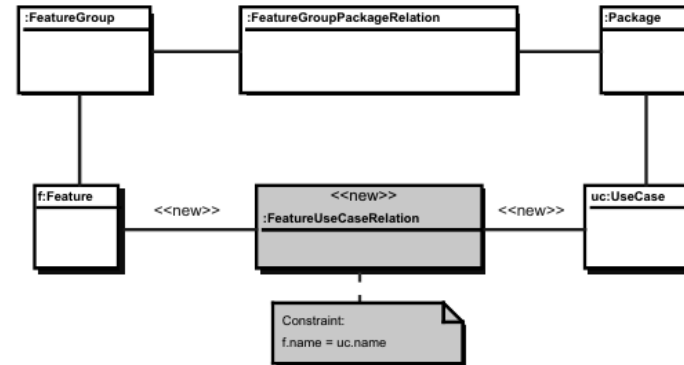 :FeatureGroup
:FeatureGroupPackageRelation
:Package
f:Feature
<<new>>
<<new>>
:FeatureUseCaseRelation
<<new>>
uc:UseCase
Constraint:
f.name = uc.name